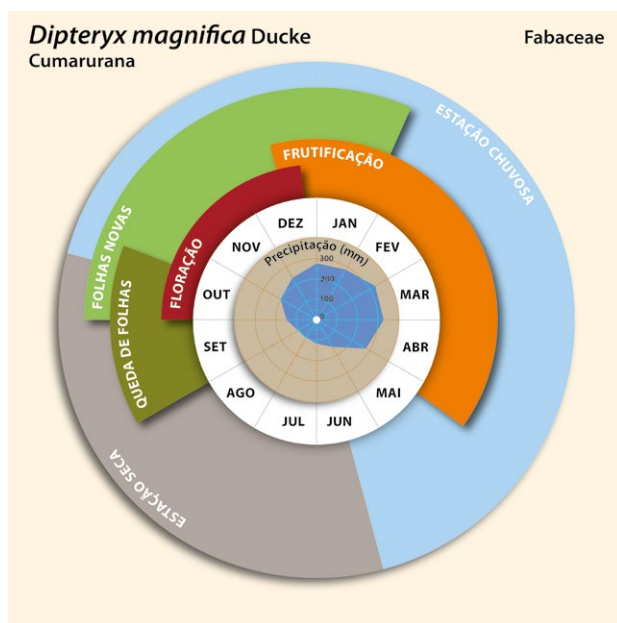 Dipteryx magnifica Ducke
Fabaceae
Cumarurana
ESTAÇÃO CHUVOSA
FRUTIFICAÇÃO
FOLHAS NOVAS
FLORAÇÃO
QUEDA DE FOLHAS
ESTAÇÃO SECA
DEZ
JAN
NOV
FEV
OUT
MAR
SET
ABR
AGO
MAI
JUL
JUN
Precipitação (mm)
300
200
100
0